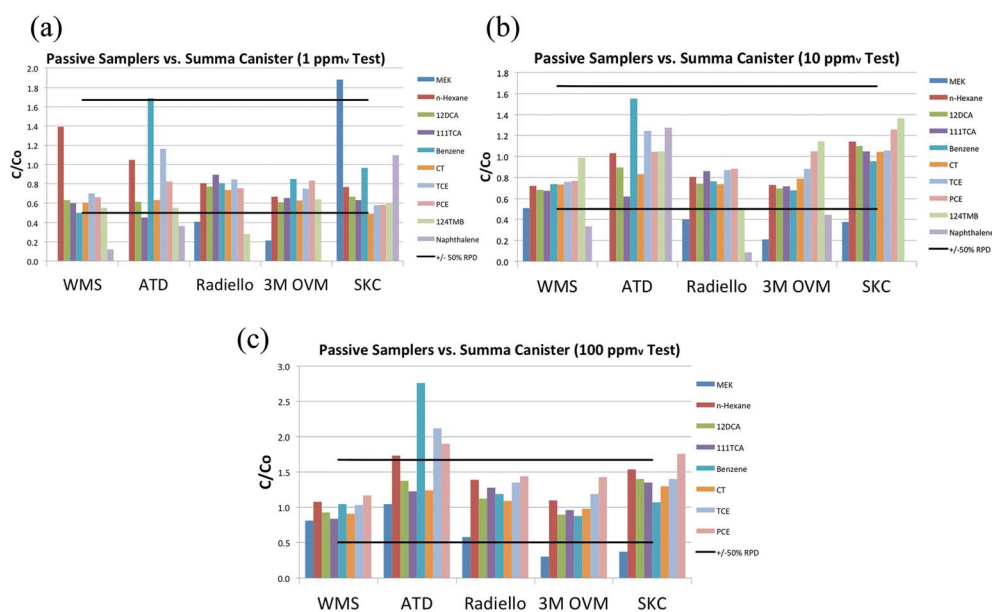 (a)
Passive Samplers vs. Summa Canister (1 ppmv Test)
2.0
1.8
1.6
1.4
1.2
1.0
0.8
0.6
0.4
0.2
0.0
C/Co
WMS ATD Radiello 3M OVM SKC
MEK
n-Hexane
12DCA
111TCA
Benzene
CT
TCE
PCE
124TMB
Naphthalene
+/- 50% RPD
(b)
Passive Samplers vs. Summa Canister (10 ppmv Test)
1.8
1.6
1.4
1.2
1.0
0.8
0.6
0.4
0.2
0.0
C/Co
WMS ATD Radiello 3M OVM SKC
MEK
n-Hexane
12DCA
111TCA
Benzene
CT
TCE
PCE
124TMB
Naphthalene
+/- 50% RPD
(c)
Passive Samplers vs. Summa Canister (100 ppmv Test)
3.0
2.5
2.0
1.5
1.0
0.5
0.0
C/Co
WMS ATD Radiello 3M OVM SKC
MEK
n-Hexane
12DCA
111TCA
Benzene
CT
TCE
PCE
+/-50% RPD